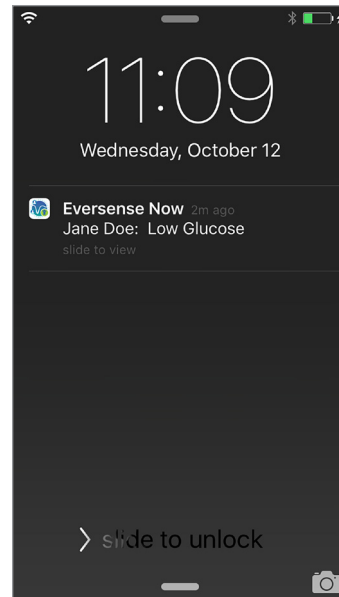 11:09
Wednesday, October 12
Eversense Now 2m ago
Jane Doe: Low Glucose
slide to view
slide to unlock